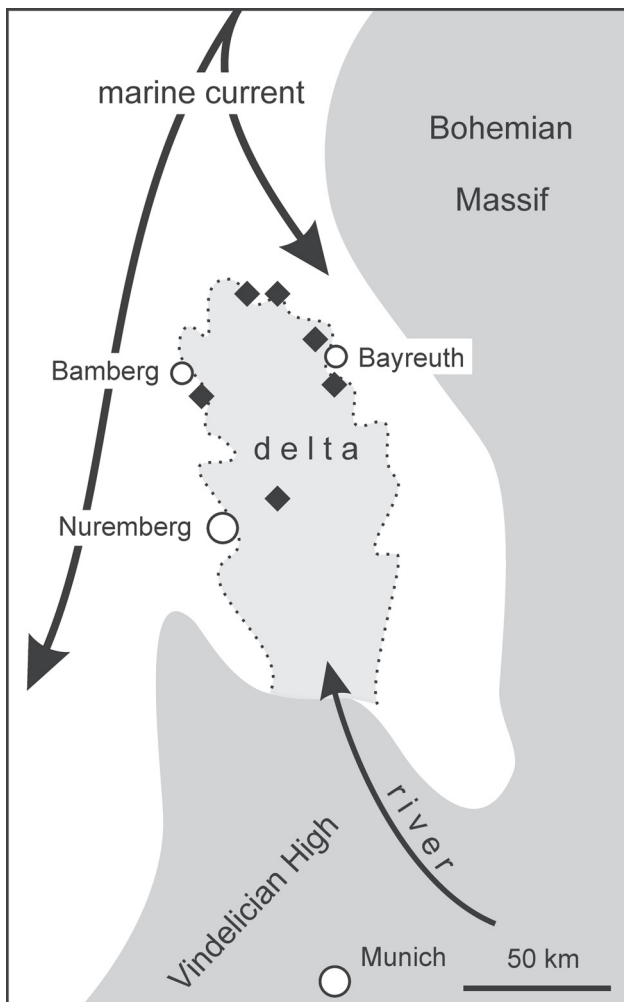 marine current
Bohemian
Massif
Bamberg
Bayreuth
delta
Nuremberg
river
Vindelician High
Munich
50 km